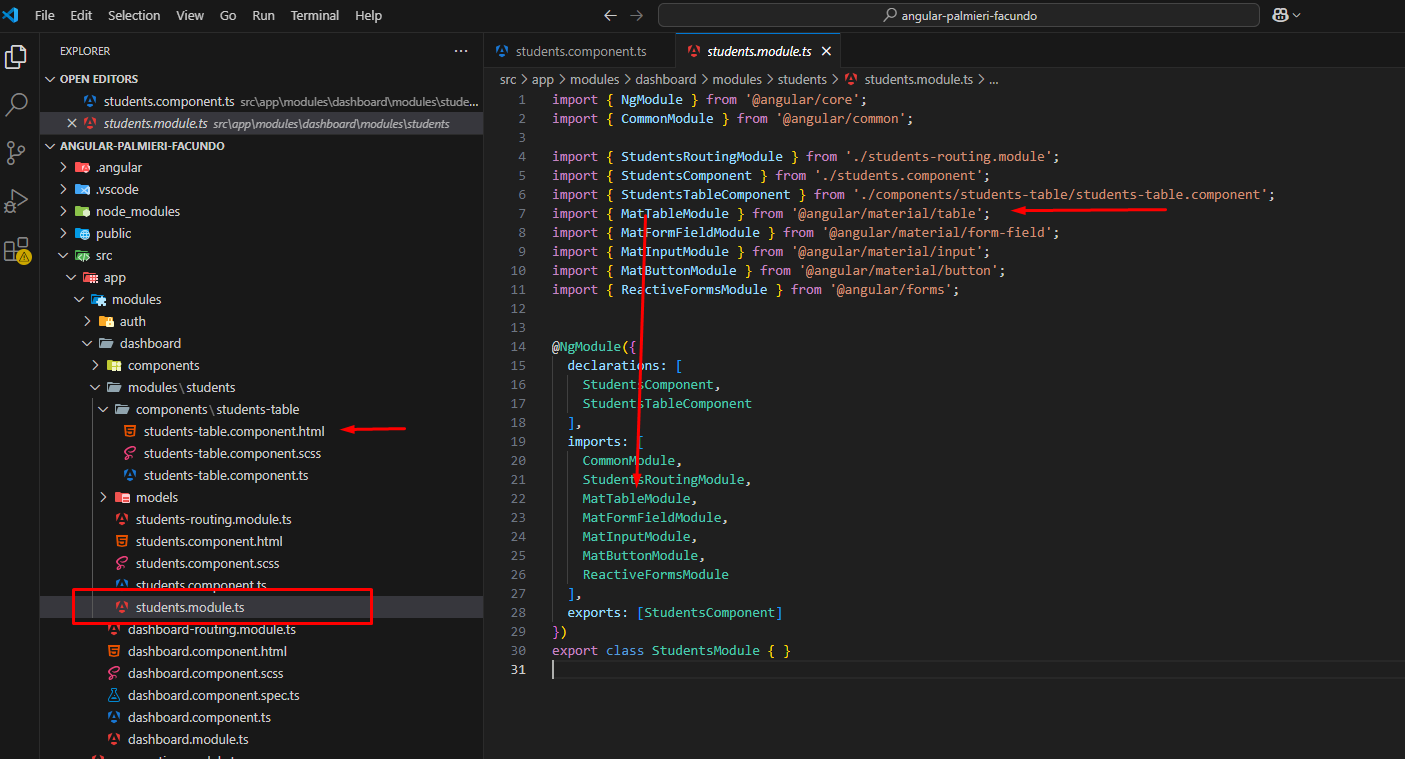 File Edit Selection View Go Run Terminal Help
angular-palmieri-facundo
EXPLORER
OPEN EDITORS
students.component.ts src\app\modules\dashboard\modules\stude...
students.module.ts src\app\modules\dashboard\modules\students
ANGULAR-PALMIERI-FACUNDO
.angular
.vscode
node_modules
public
src
app
modules
auth
dashboard
components
modules\students
components\students-table
students-table.component.html
students-table.component.scss
students-table.component.ts
models
students-routing.module.ts
students.component.html
students.component.scss
students.component.ts
students.module.ts
dashboard-routing.module.ts
dashboard.component.html
dashboard.component.scss
dashboard.component.spec.ts
dashboard.component.ts
dashboard.module.ts
students.component.ts students.module.ts
src > app > modules > dashboard > modules > students > students.module.ts > ...
1 import { NgModule } from '@angular/core';
2 import { CommonModule } from '@angular/common';
3
4 import { StudentsRoutingModule } from './students-routing.module';
5 import { StudentsComponent } from './students.component';
6 import { StudentsTableComponent } from './components/students-table/students-table.component';
7 import { MatTableModule } from '@angular/material/table';
8 import { MatFormFieldModule } from '@angular/material/form-field';
9 import { MatInputModule } from '@angular/material/input';
10 import { MatButtonModule } from '@angular/material/button';
11 import { ReactiveFormsModule } from '@angular/forms';
12
13
14 @NgModule({
15 declarations: [
16 StudentsComponent,
17 StudentsTableComponent
18 ],
19 imports: [
20 CommonModule,
21 StudentsRoutingModule,
22 MatTableModule,
23 MatFormFieldModule,
24 MatInputModule,
25 MatButtonModule,
26 ReactiveFormsModule
27 ],
28 exports: [StudentsComponent]
29 })
30 export class StudentsModule { }
31